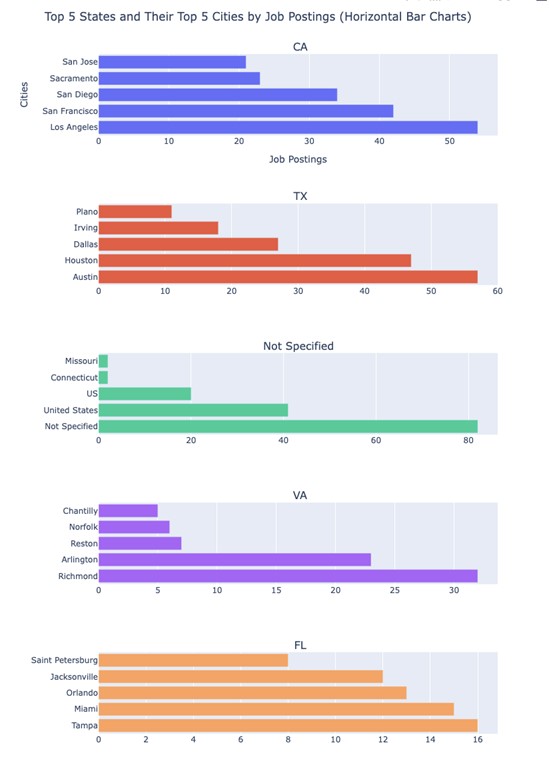 Top 5 States and Their Top 5 Cities by Job Postings (Horizontal Bar Charts)
CA
Cities
San Jose
Sacramento
San Diego
San Francisco
Los Angeles
0 10 20 30 40 50
Job Postings
TX
Plano
Irving
Dallas
Houston
Austin
0 10 20 30 40 50 60
Not Specified
Missouri
Connecticut
US
United States
Not Specified
0 20 40 60 80
VA
Chantilly
Norfolk
Reston
Arlington
Richmond
0 5 10 15 20 25 30
FL
Saint Petersburg
Jacksonville
Orlando
Miami
Tampa
0 2 4 6 8 10 12 14 16